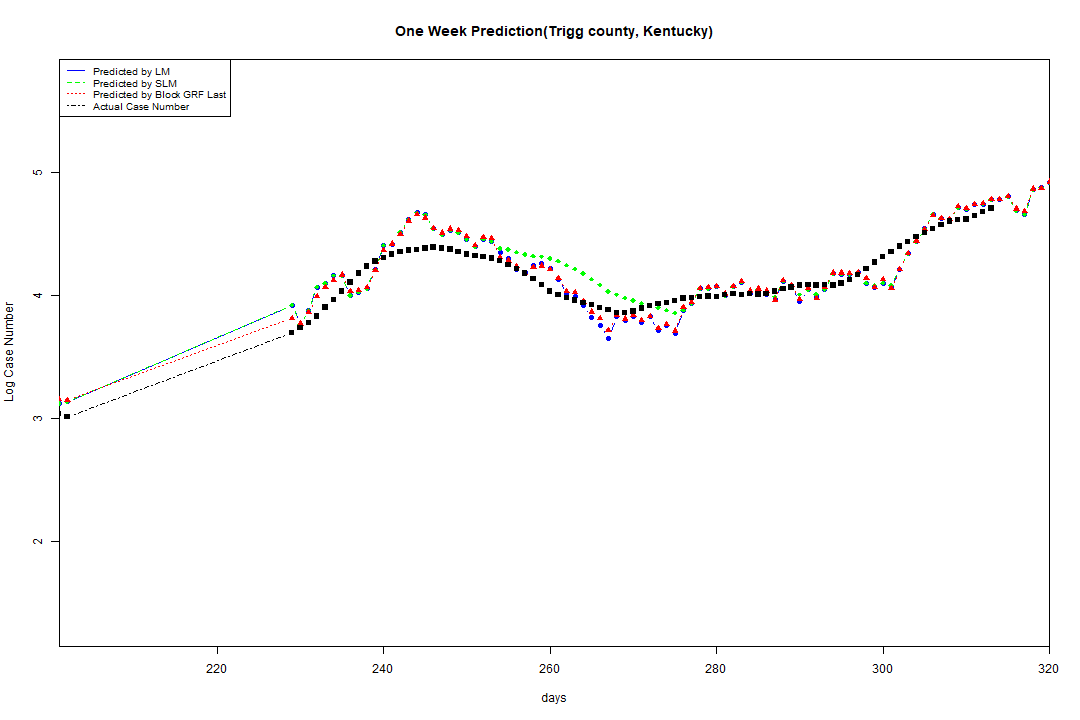 One Week Prediction(Trigg county, Kentucky)
Predicted by LM
Predicted by SLM
Predicted by Block GRF Last
Actual Case Number
5
4
3
2
Log Case Number
220 240 260 280 300 320
days